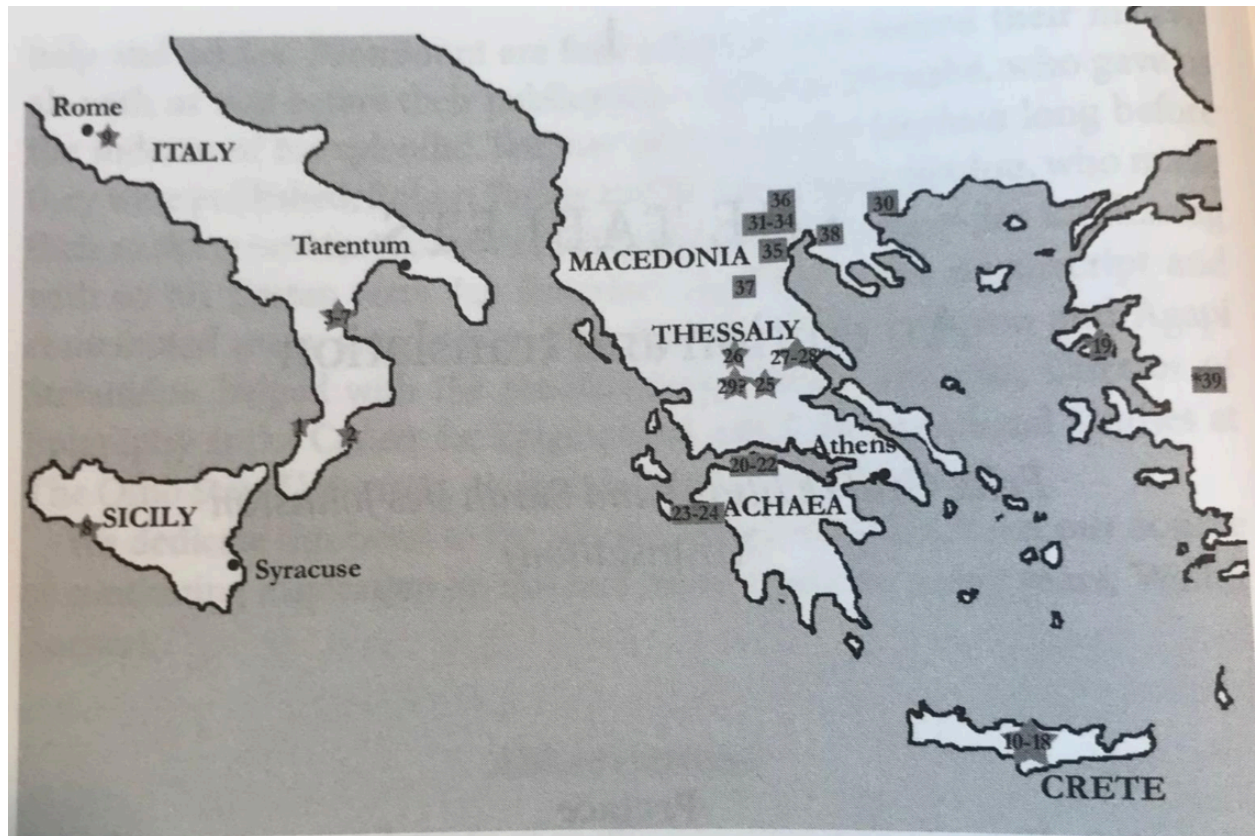 Rome
ITALY
Tarentum
3-7
1
2
SICILY
Syracuse
36
31-34
30
38
35
MACEDONIA
37
THESSALY
26
27-28
29?
25
19
*39
Athens
20-22
23-24
ACHAEA
10-18
CRETE